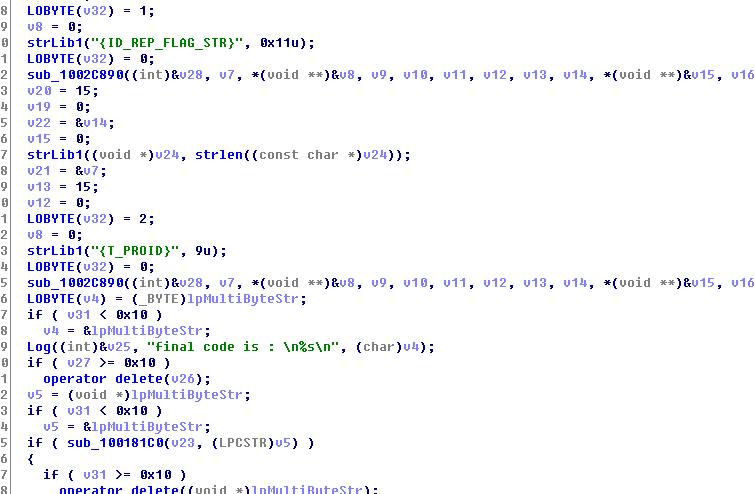 8 LOBYTE(v32) = 1;
9 v8 = 0;
0 strLib1("{ID_REP_FLAG_STR}", 0x11u);
1 LOBYTE(v32) = 0;
2 sub_1002C890((int)&v28, v7, *(void **)&v8, v9, v10, v11, v12, v13, v14, *(void **)&v15, v16
3 v20 = 15;
4 v19 = 0;
5 v22 = &v14;
6 v15 = 0;
7 strLib1((void *)v24, strlen((const char *)v24));
8 v21 = &v7;
9 v13 = 15;
0 v12 = 0;
1 LOBYTE(v32) = 2;
2 v8 = 0;
3 strLib1("{T_PROID}", 9u);
4 LOBYTE(v32) = 0;
5 sub_1002C890((int)&v28, v7, *(void **)&v8, v9, v10, v11, v12, v13, v14, *(void **)&v15, v16
6 LOBYTE(v4) = (_BYTE)lpMultiByteStr;
7 if ( v31 < 0x10 )
8 v4 = &lpMultiByteStr;
9 Log((int)&v25, "final code is : \n%s\n", (char)v4);
0 if ( v27 >= 0x10 )
1 operator delete(v26);
2 v5 = (void *)lpMultiByteStr;
3 if ( v31 < 0x10 )
4 v5 = &lpMultiByteStr;
5 if ( sub_100181C0(v23, (LPCSTR)v5) )
6 {
7 if ( v31 >= 0x10 )
8 operator delete((void *)lpMultiByteStr);